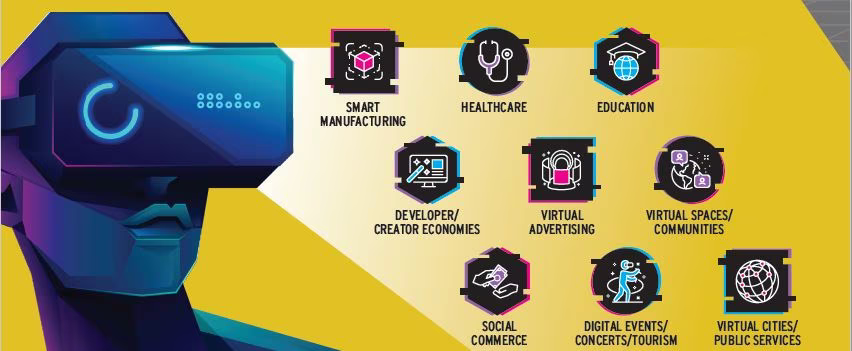 SMART
MANUFACTURING
HEALTHCARE
EDUCATION
DEVELOPER/
CREATOR ECONOMIES
VIRTUAL
ADVERTISING
VIRTUAL SPACES/
COMMUNITIES
SOCIAL
COMMERCE
DIGITAL EVENTS/
CONCERTS/TOURISM
VIRTUAL CITIES/
PUBLIC SERVICES